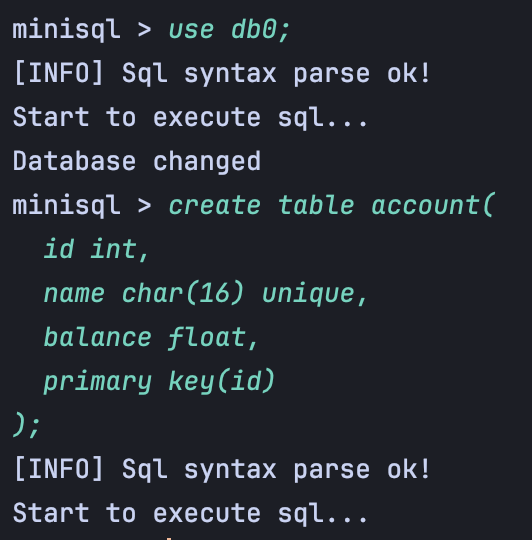 minisql > use db0;
[INFO] Sql syntax parse ok!
Start to execute sql...
Database changed
minisql > create table account(
  id int,
  name char(16) unique,
  balance float,
  primary key(id)
);
[INFO] Sql syntax parse ok!
Start to execute sql...